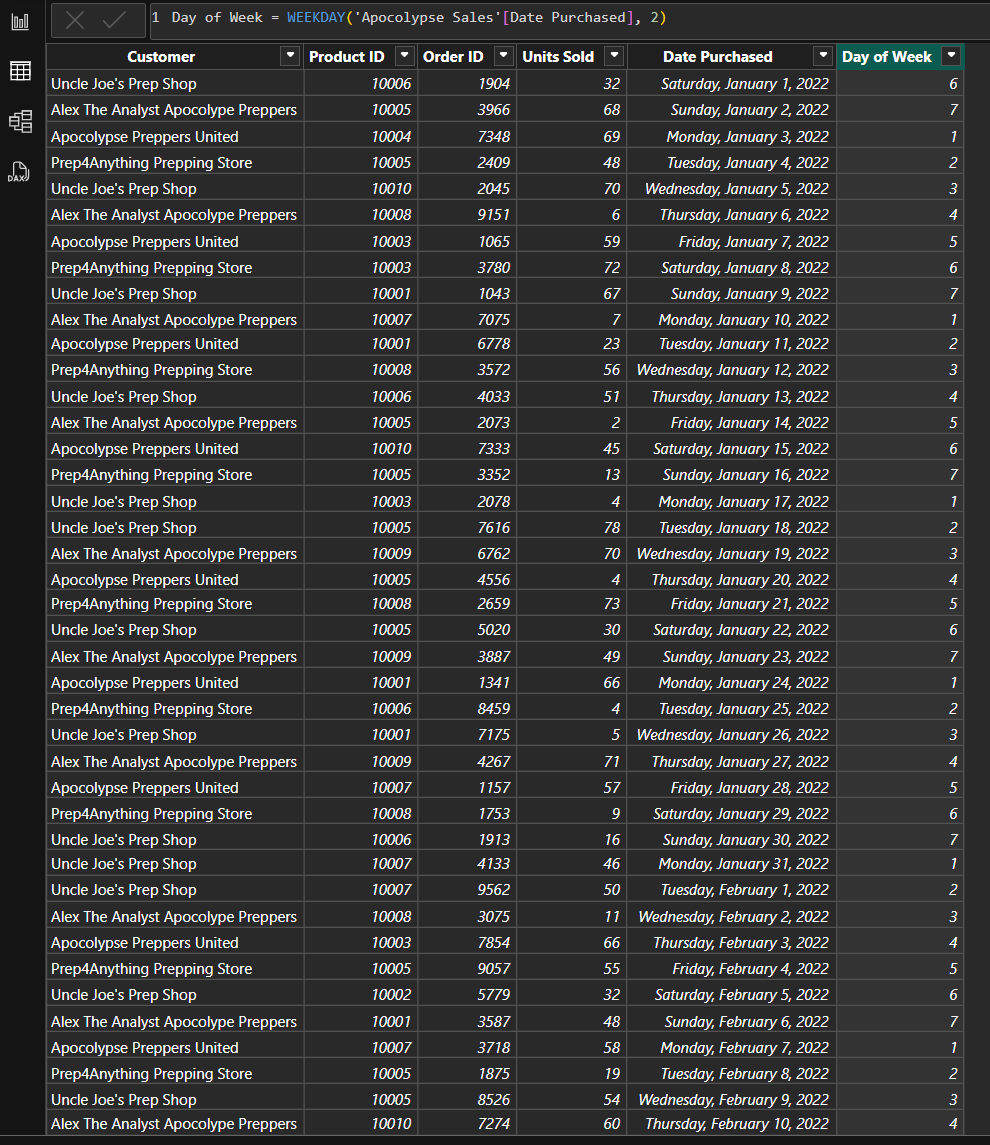 1 Day of Week = WEEKDAY('Apocolypse Sales'[Date Purchased], 2)
DAX
Customer Product ID Order ID Units Sold Date Purchased Day of Week
Uncle Joe's Prep Shop 10006 1904 32 Saturday, January 1, 2022 6
Alex The Analyst Apocolype Preppers 10005 3966 68 Sunday, January 2, 2022 7
Apocolypse Preppers United 10004 7348 69 Monday, January 3, 2022 1
Prep4Anything Prepping Store 10005 2409 48 Tuesday, January 4, 2022 2
Uncle Joe's Prep Shop 10010 2045 70 Wednesday, January 5, 2022 3
Alex The Analyst Apocolype Preppers 10008 9151 6 Thursday, January 6, 2022 4
Apocolypse Preppers United 10003 1065 59 Friday, January 7, 2022 5
Prep4Anything Prepping Store 10003 3780 72 Saturday, January 8, 2022 6
Uncle Joe's Prep Shop 10001 1043 67 Sunday, January 9, 2022 7
Alex The Analyst Apocolype Preppers 10007 7075 7 Monday, January 10, 2022 1
Apocolypse Preppers United 10001 6778 23 Tuesday, January 11, 2022 2
Prep4Anything Prepping Store 10008 3572 56 Wednesday, January 12, 2022 3
Uncle Joe's Prep Shop 10006 4033 51 Thursday, January 13, 2022 4
Alex The Analyst Apocolype Preppers 10005 2073 2 Friday, January 14, 2022 5
Apocolypse Preppers United 10010 7333 45 Saturday, January 15, 2022 6
Prep4Anything Prepping Store 10005 3352 13 Sunday, January 16, 2022 7
Uncle Joe's Prep Shop 10003 2078 4 Monday, January 17, 2022 1
Uncle Joe's Prep Shop 10005 7616 78 Tuesday, January 18, 2022 2
Alex The Analyst Apocolype Preppers 10009 6762 70 Wednesday, January 19, 2022 3
Apocolypse Preppers United 10005 4556 4 Thursday, January 20, 2022 4
Prep4Anything Prepping Store 10008 2659 73 Friday, January 21, 2022 5
Uncle Joe's Prep Shop 10005 5020 30 Saturday, January 22, 2022 6
Alex The Analyst Apocolype Preppers 10009 3887 49 Sunday, January 23, 2022 7
Apocolypse Preppers United 10001 1341 66 Monday, January 24, 2022 1
Prep4Anything Prepping Store 10006 8459 4 Tuesday, January 25, 2022 2
Uncle Joe's Prep Shop 10001 7175 5 Wednesday, January 26, 2022 3
Alex The Analyst Apocolype Preppers 10009 4267 71 Thursday, January 27, 2022 4
Apocolypse Preppers United 10007 1157 57 Friday, January 28, 2022 5
Prep4Anything Prepping Store 10008 1753 9 Saturday, January 29, 2022 6
Uncle Joe's Prep Shop 10006 1913 16 Sunday, January 30, 2022 7
Uncle Joe's Prep Shop 10007 4133 46 Monday, January 31, 2022 1
Uncle Joe's Prep Shop 10007 9562 50 Tuesday, February 1, 2022 2
Alex The Analyst Apocolype Preppers 10008 3075 11 Wednesday, February 2, 2022 3
Apocolypse Preppers United 10003 7854 66 Thursday, February 3, 2022 4
Prep4Anything Prepping Store 10005 9057 55 Friday, February 4, 2022 5
Uncle Joe's Prep Shop 10002 5779 32 Saturday, February 5, 2022 6
Alex The Analyst Apocolype Preppers 10001 3587 48 Sunday, February 6, 2022 7
Apocolypse Preppers United 10007 3718 58 Monday, February 7, 2022 1
Prep4Anything Prepping Store 10005 1875 19 Tuesday, February 8, 2022 2
Uncle Joe's Prep Shop 10005 8526 54 Wednesday, February 9, 2022 3
Alex The Analyst Apocolype Preppers 10010 7274 60 Thursday, February 10, 2022 4